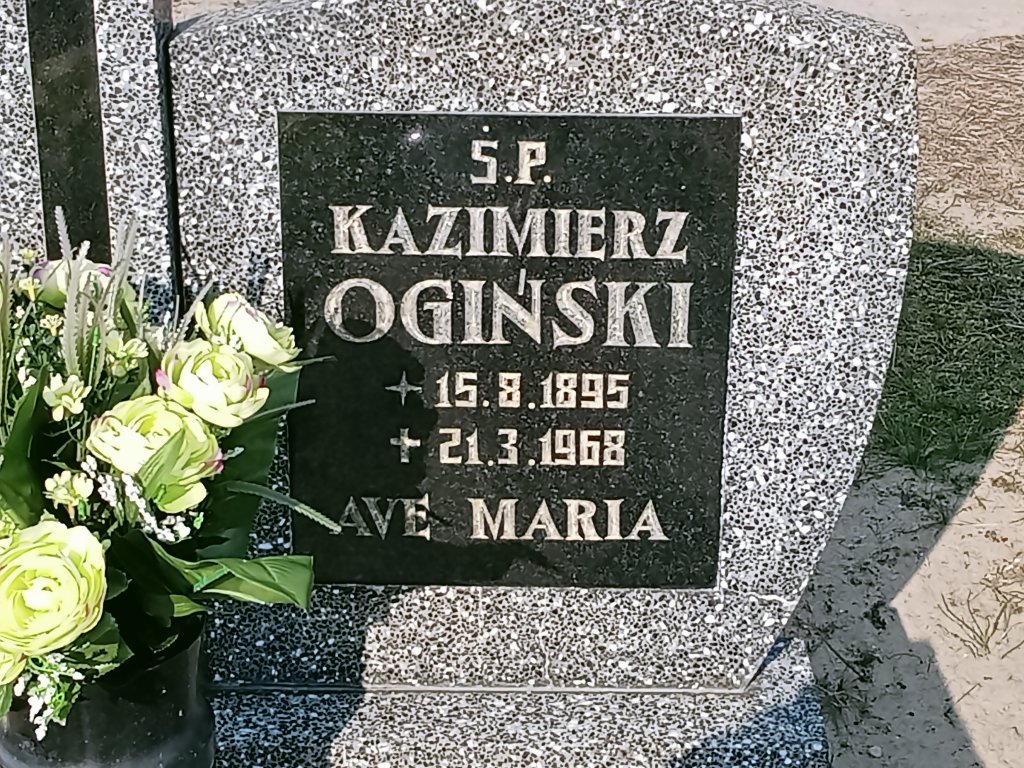 Ś.P.
KAZIMIERZ
OGIŃSKI
15.8.1895
✝ 21.3.1968
AVE MARIA